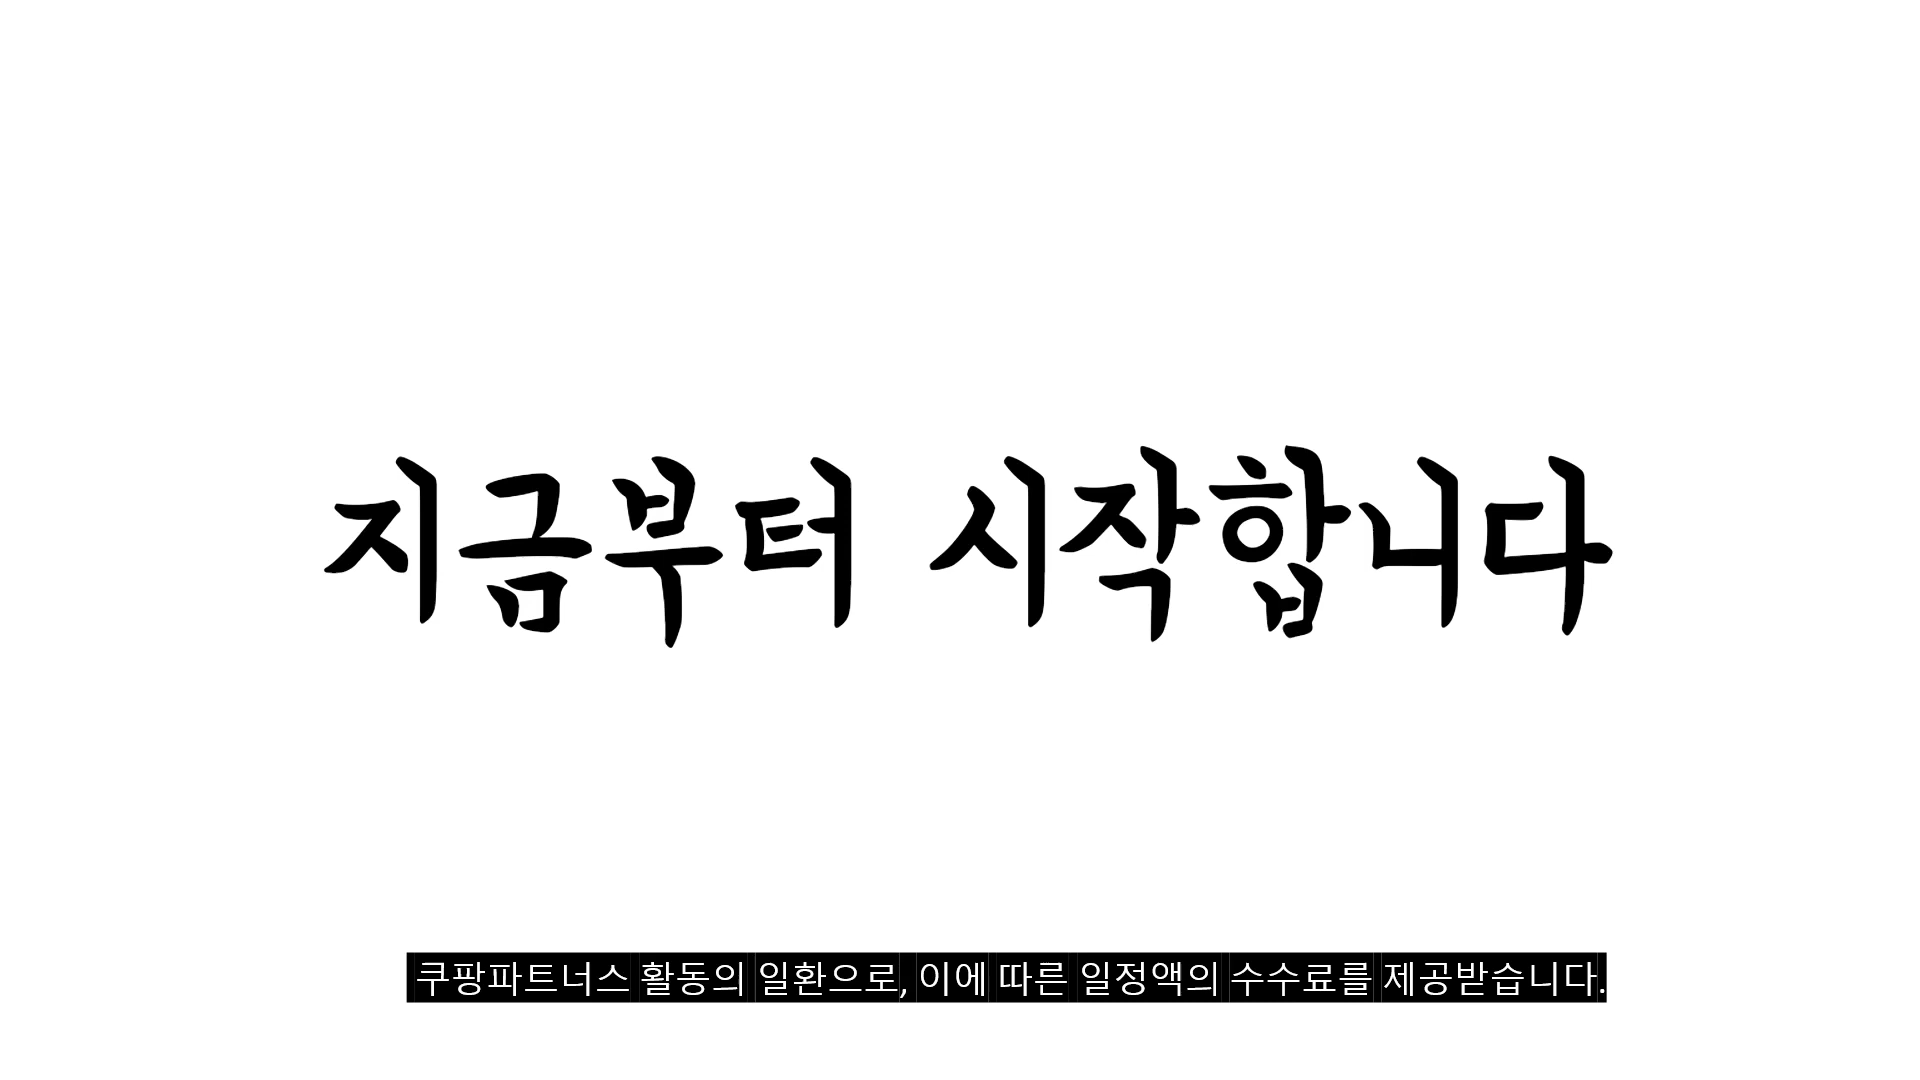 지금부터 시작합니다
쿠팡파트너스 활동의 일환으로, 이에 따른 일정액의 수수료를 제공받습니다.